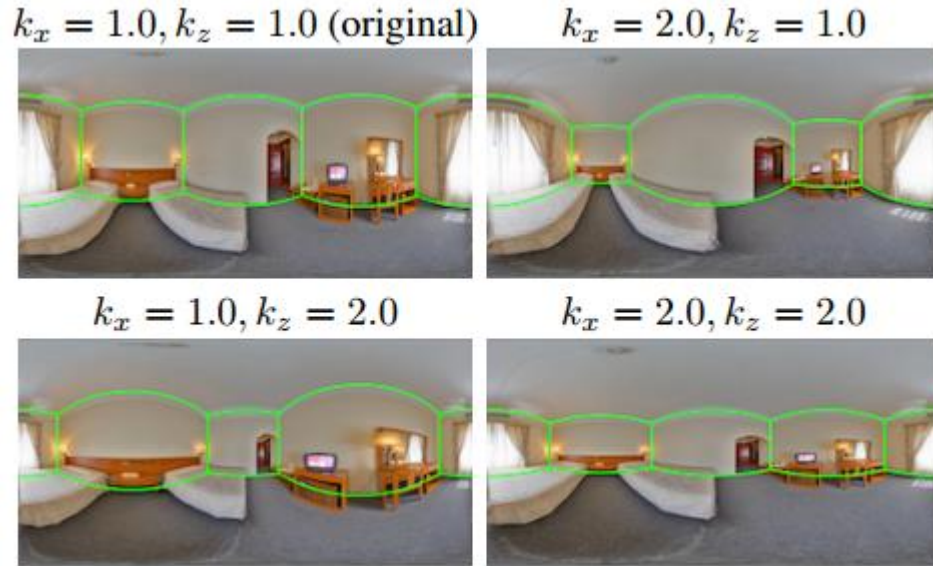 k_x = 1.0, k_z = 1.0 (original)
k_x = 2.0, k_z = 1.0
k_x = 1.0, k_z = 2.0
k_x = 2.0, k_z = 2.0